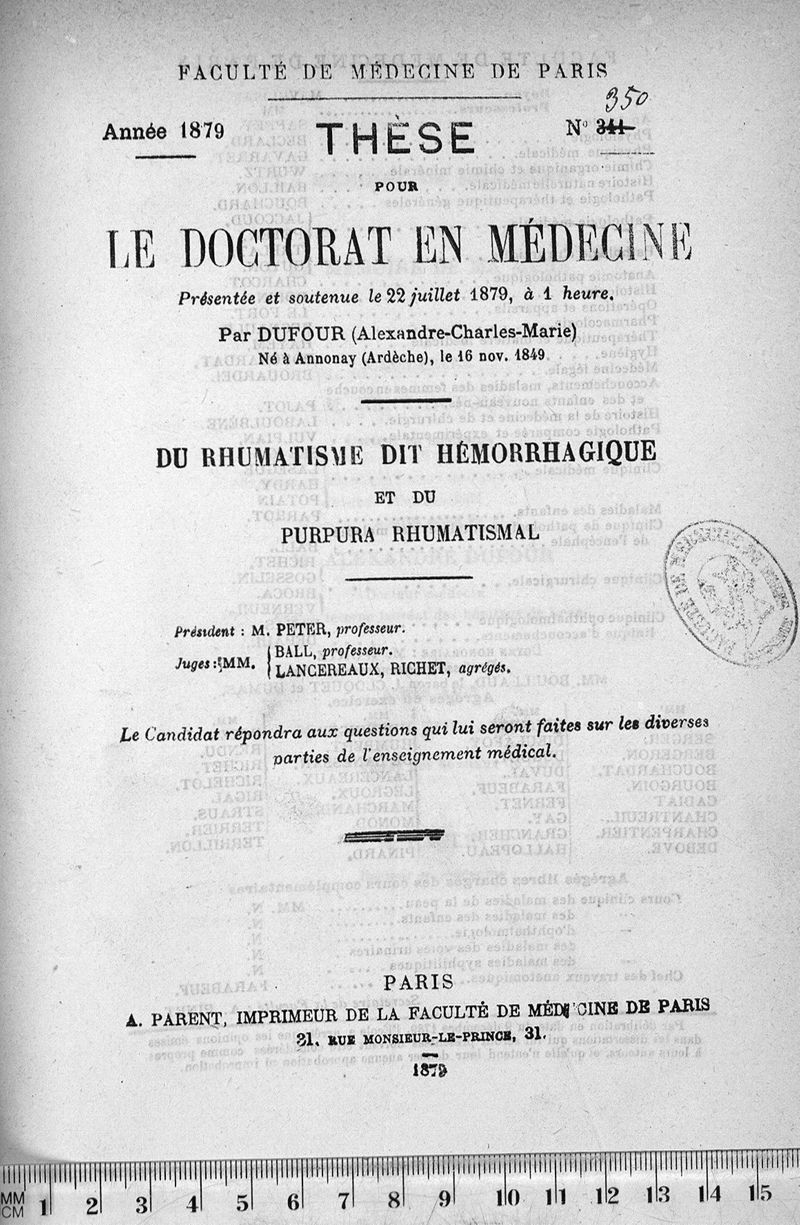 FACULTÉ DE MÉDECINE DE PARIS
350
Année 1879 THÈSE N° 344
POUR
LE DOCTORAT EN MÉDECINE
Présentée et soutenue le 22 juillet 1879, à 1 heure.
Par DUFOUR (Alexandre-Charles-Marie)
Né à Annonay (Ardèche), le 16 nov. 1849
DU RHUMATISME DIT HÉMORRHAGIQUE
ET DU
PURPURA RHUMATISMAL
Président : M. PETER, professeur.
Juges : MM. BALL, professeur.
LANCEREAUX, RICHET, agrégés.
Le Candidat répondra aux questions qui lui seront faites sur les diverses
parties de l'enseignement médical.
PARIS
A. PARENT, IMPRIMEUR DE LA FACULTÉ DE MÉDECINE DE PARIS
31, RUE MONSIEUR-LE-PRINCE, 31.
1879
MM
CM 1 2 3 4 5 6 7 8 9 10 11 12 13 14 15